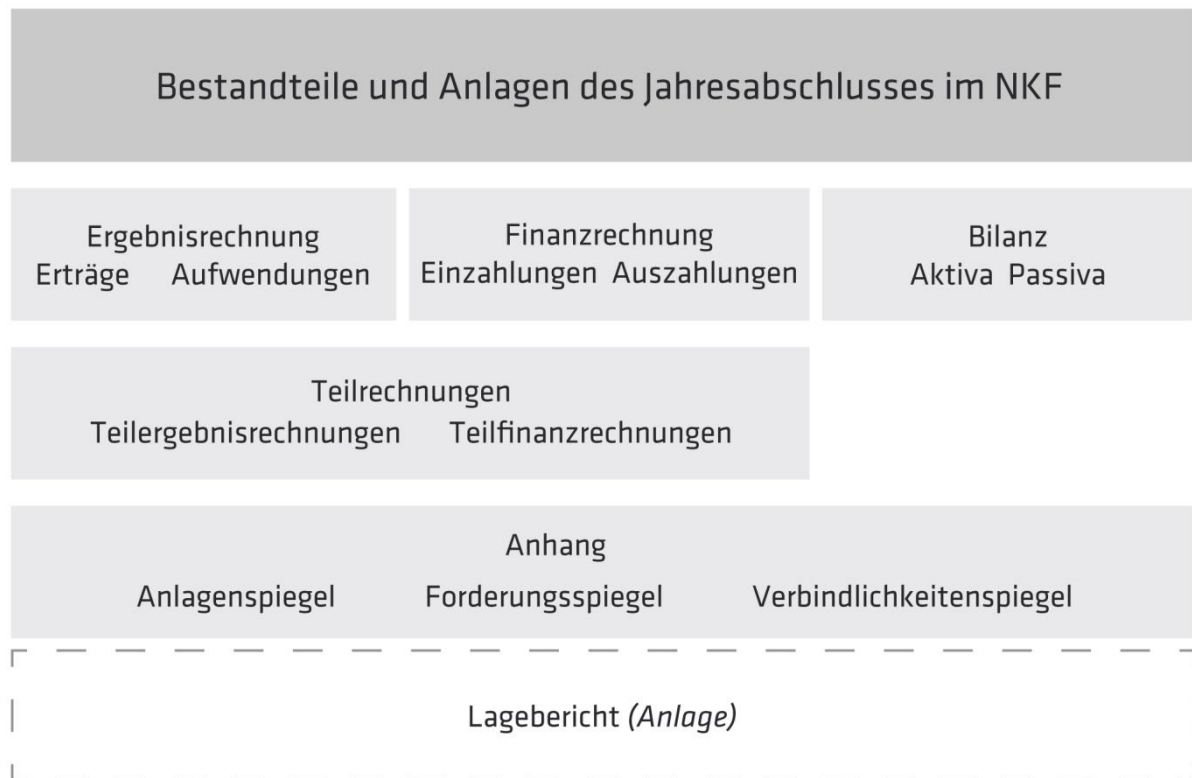 Bestandteile und Anlagen des Jahresabschlusses im NKF
Ergebnisrechnung
Erträge Aufwendungen
Finanzrechnung
Einzahlungen Auszahlungen
Bilanz
Aktiva Passiva
Teilrechnungen
Teilergebnisrechnungen Teilfinanzrechnungen
Anhang
Anlagenspiegel Forderungsspiegel Verbindlichkeitenspiegel
Lagebericht (Anlage)